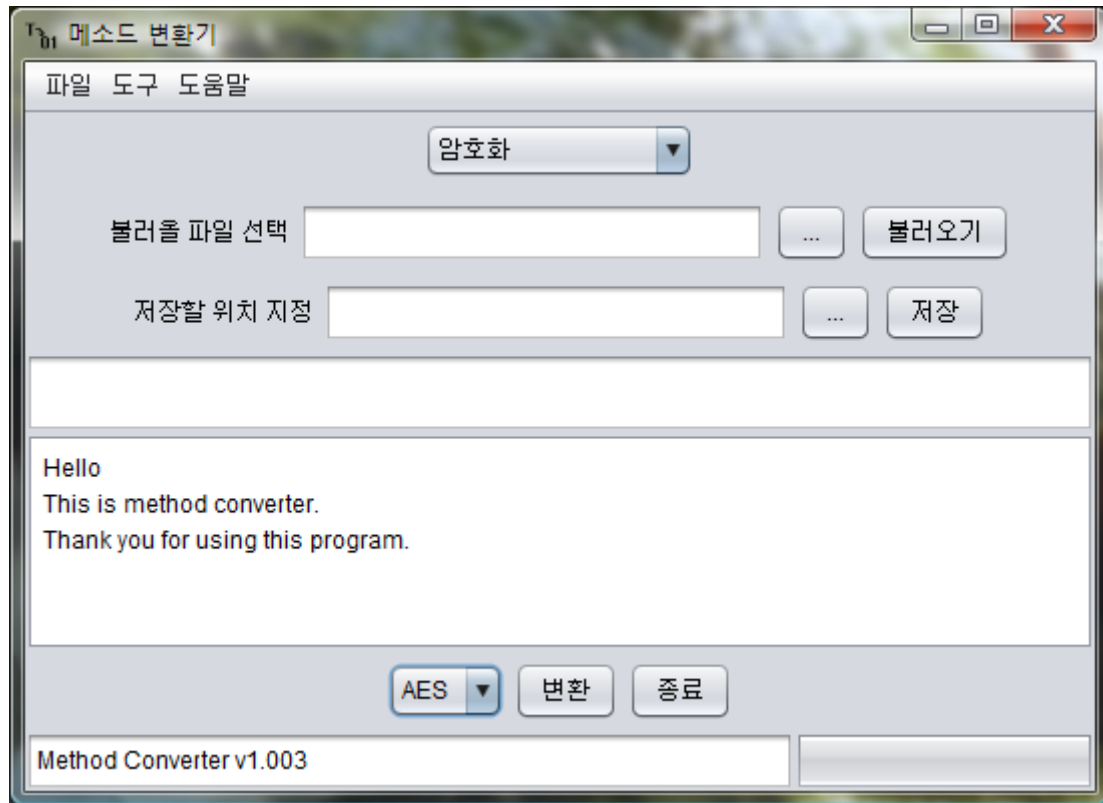 메소드 변환기
파일 도구 도움말
암호화
불러올 파일 선택 ... 불러오기
저장할 위치 지정 ... 저장
Hello
This is method converter.
Thank you for using this program.
AES 변환 종료
Method Converter v1.003